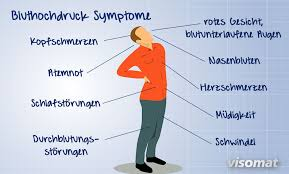 Bluthochdruck Symptome
Kopfschmerzen
Atemnot
Schlafstörungen
Durchblutungs-
störungen
rotes Gesicht,
blutunterlaufene Augen
Nasenbluten
Herzschmerzen
Müdigkeit
Schwindel
visomat